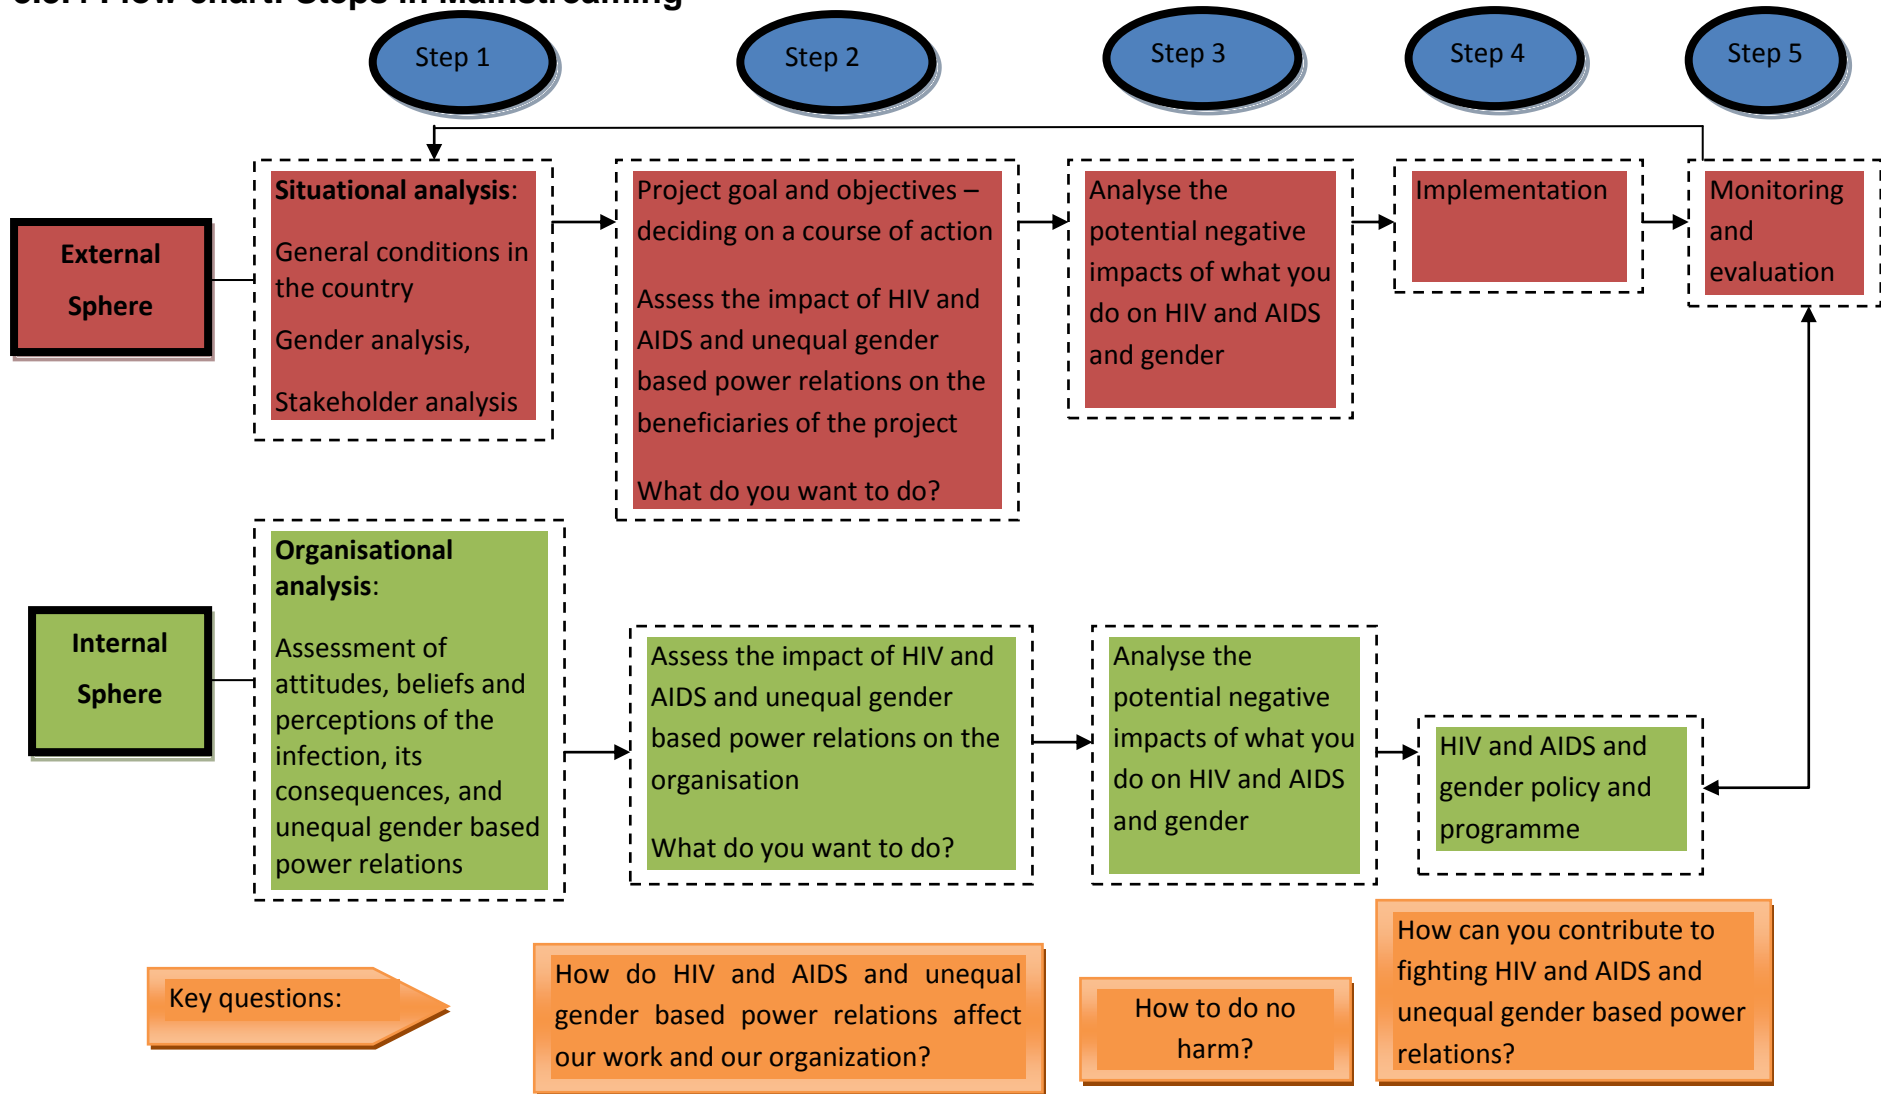 Flow chart: Steps in Mainstreaming
Step 1
Step 2
Step 3
Step 4
Step 5
External
Sphere
Situational analysis:
General conditions in
the country
Gender analysis,
Stakeholder analysis
Project goal and objectives –
deciding on a course of action
Assess the impact of HIV and
AIDS and unequal gender
based power relations on the
beneficiaries of the project
What do you want to do?
Analyse the
potential negative
impacts of what you
do on HIV and AIDS
and gender
Implementation
Monitoring
and
evaluation
Internal
Sphere
Organisational
analysis:
Assessment of
attitudes, beliefs and
perceptions of the
infection, its
consequences, and
unequal gender based
power relations
Assess the impact of HIV and
AIDS and unequal gender
based power relations on the
organisation
What do you want to do?
Analyse the
potential negative
impacts of what you
do on HIV and AIDS
and gender
HIV and AIDS and
gender policy and
programme
Key questions:
How do HIV and AIDS and unequal
gender based power relations affect
our work and our organization?
How to do no
harm?
How can you contribute to
fighting HIV and AIDS and
unequal gender based power
relations?